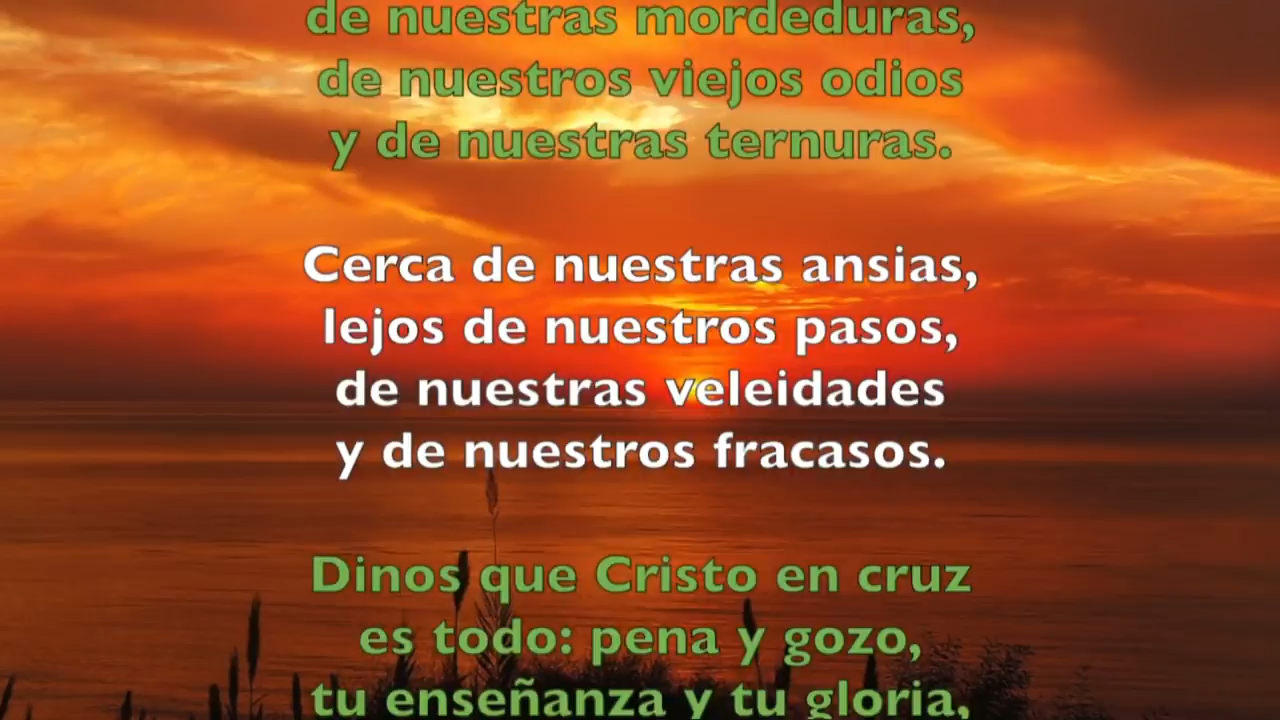 de nuestras mordeduras,
de nuestros viejos odios
y de nuestras ternuras.
Cerca de nuestras ansias,
lejos de nuestros pasos,
de nuestras veleidades
y de nuestros fracasos.
Dinos que Cristo en cruz
es todo: pena y gozo,
tu enseñanza y tu gloria,